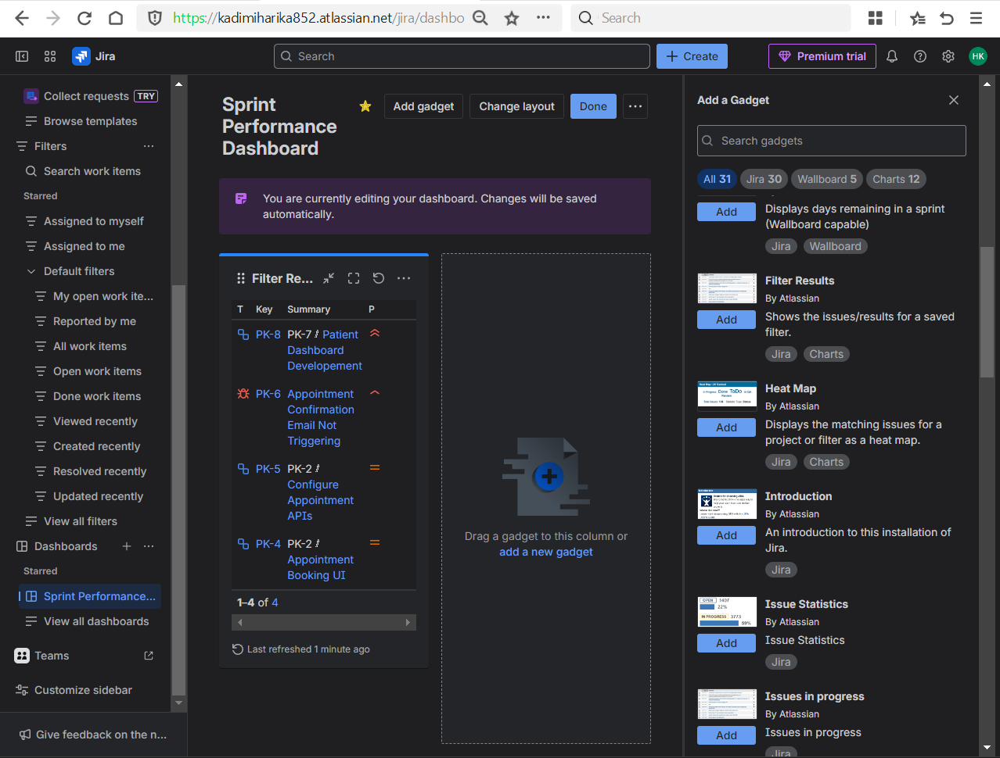 https://kadimiharika852.atlassian.net/jira/dashbo
Search
Jira
Search
Create
Premium trial
HK
Collect requests TRY
Browse templates
Filters
Search work items
Starred
Assigned to myself
Assigned to me
Default filters
My open work ite...
Reported by me
All work items
Open work items
Done work items
Viewed recently
Created recently
Resolved recently
Updated recently
View all filters
Dashboards
Starred
Sprint Performance...
View all dashboards
Teams
Customize sidebar
Give feedback on the n...
Sprint
Performance
Dashboard
Add gadget
Change layout
Done
You are currently editing your dashboard. Changes will be saved
automatically.
Filter Re...
T Key Summary P
PK-8 PK-7 / Patient
Dashboard
Developement
PK-6 Appointment
Confirmation
Email Not
Triggering
PK-5 PK-2 /
Configure
Appointment
APIs
PK-4 PK-2 /
Appointment
Booking UI
1–4 of 4
Last refreshed 1 minute ago
Drag a gadget to this column or
add a new gadget
Add a Gadget
Search gadgets
All 31 Jira 30 Wallboard 5 Charts 12
Add
Displays days remaining in a sprint
(Wallboard capable)
Jira Wallboard
Filter Results
By Atlassian
Add
Shows the issues/results for a saved
filter.
Jira Charts
Heat Map
By Atlassian
Add
Displays the matching issues for a
project or filter as a heat map.
Jira Charts
Introduction
By Atlassian
Add
An introduction to this installation of
Jira.
Jira
OPEN 1407
22%
IN PROGRESS 3773
59%
Issue Statistics
By Atlassian
Add
Issue Statistics
Jira
Issues in progress
By Atlassian
Add
Issues in progress
Jira